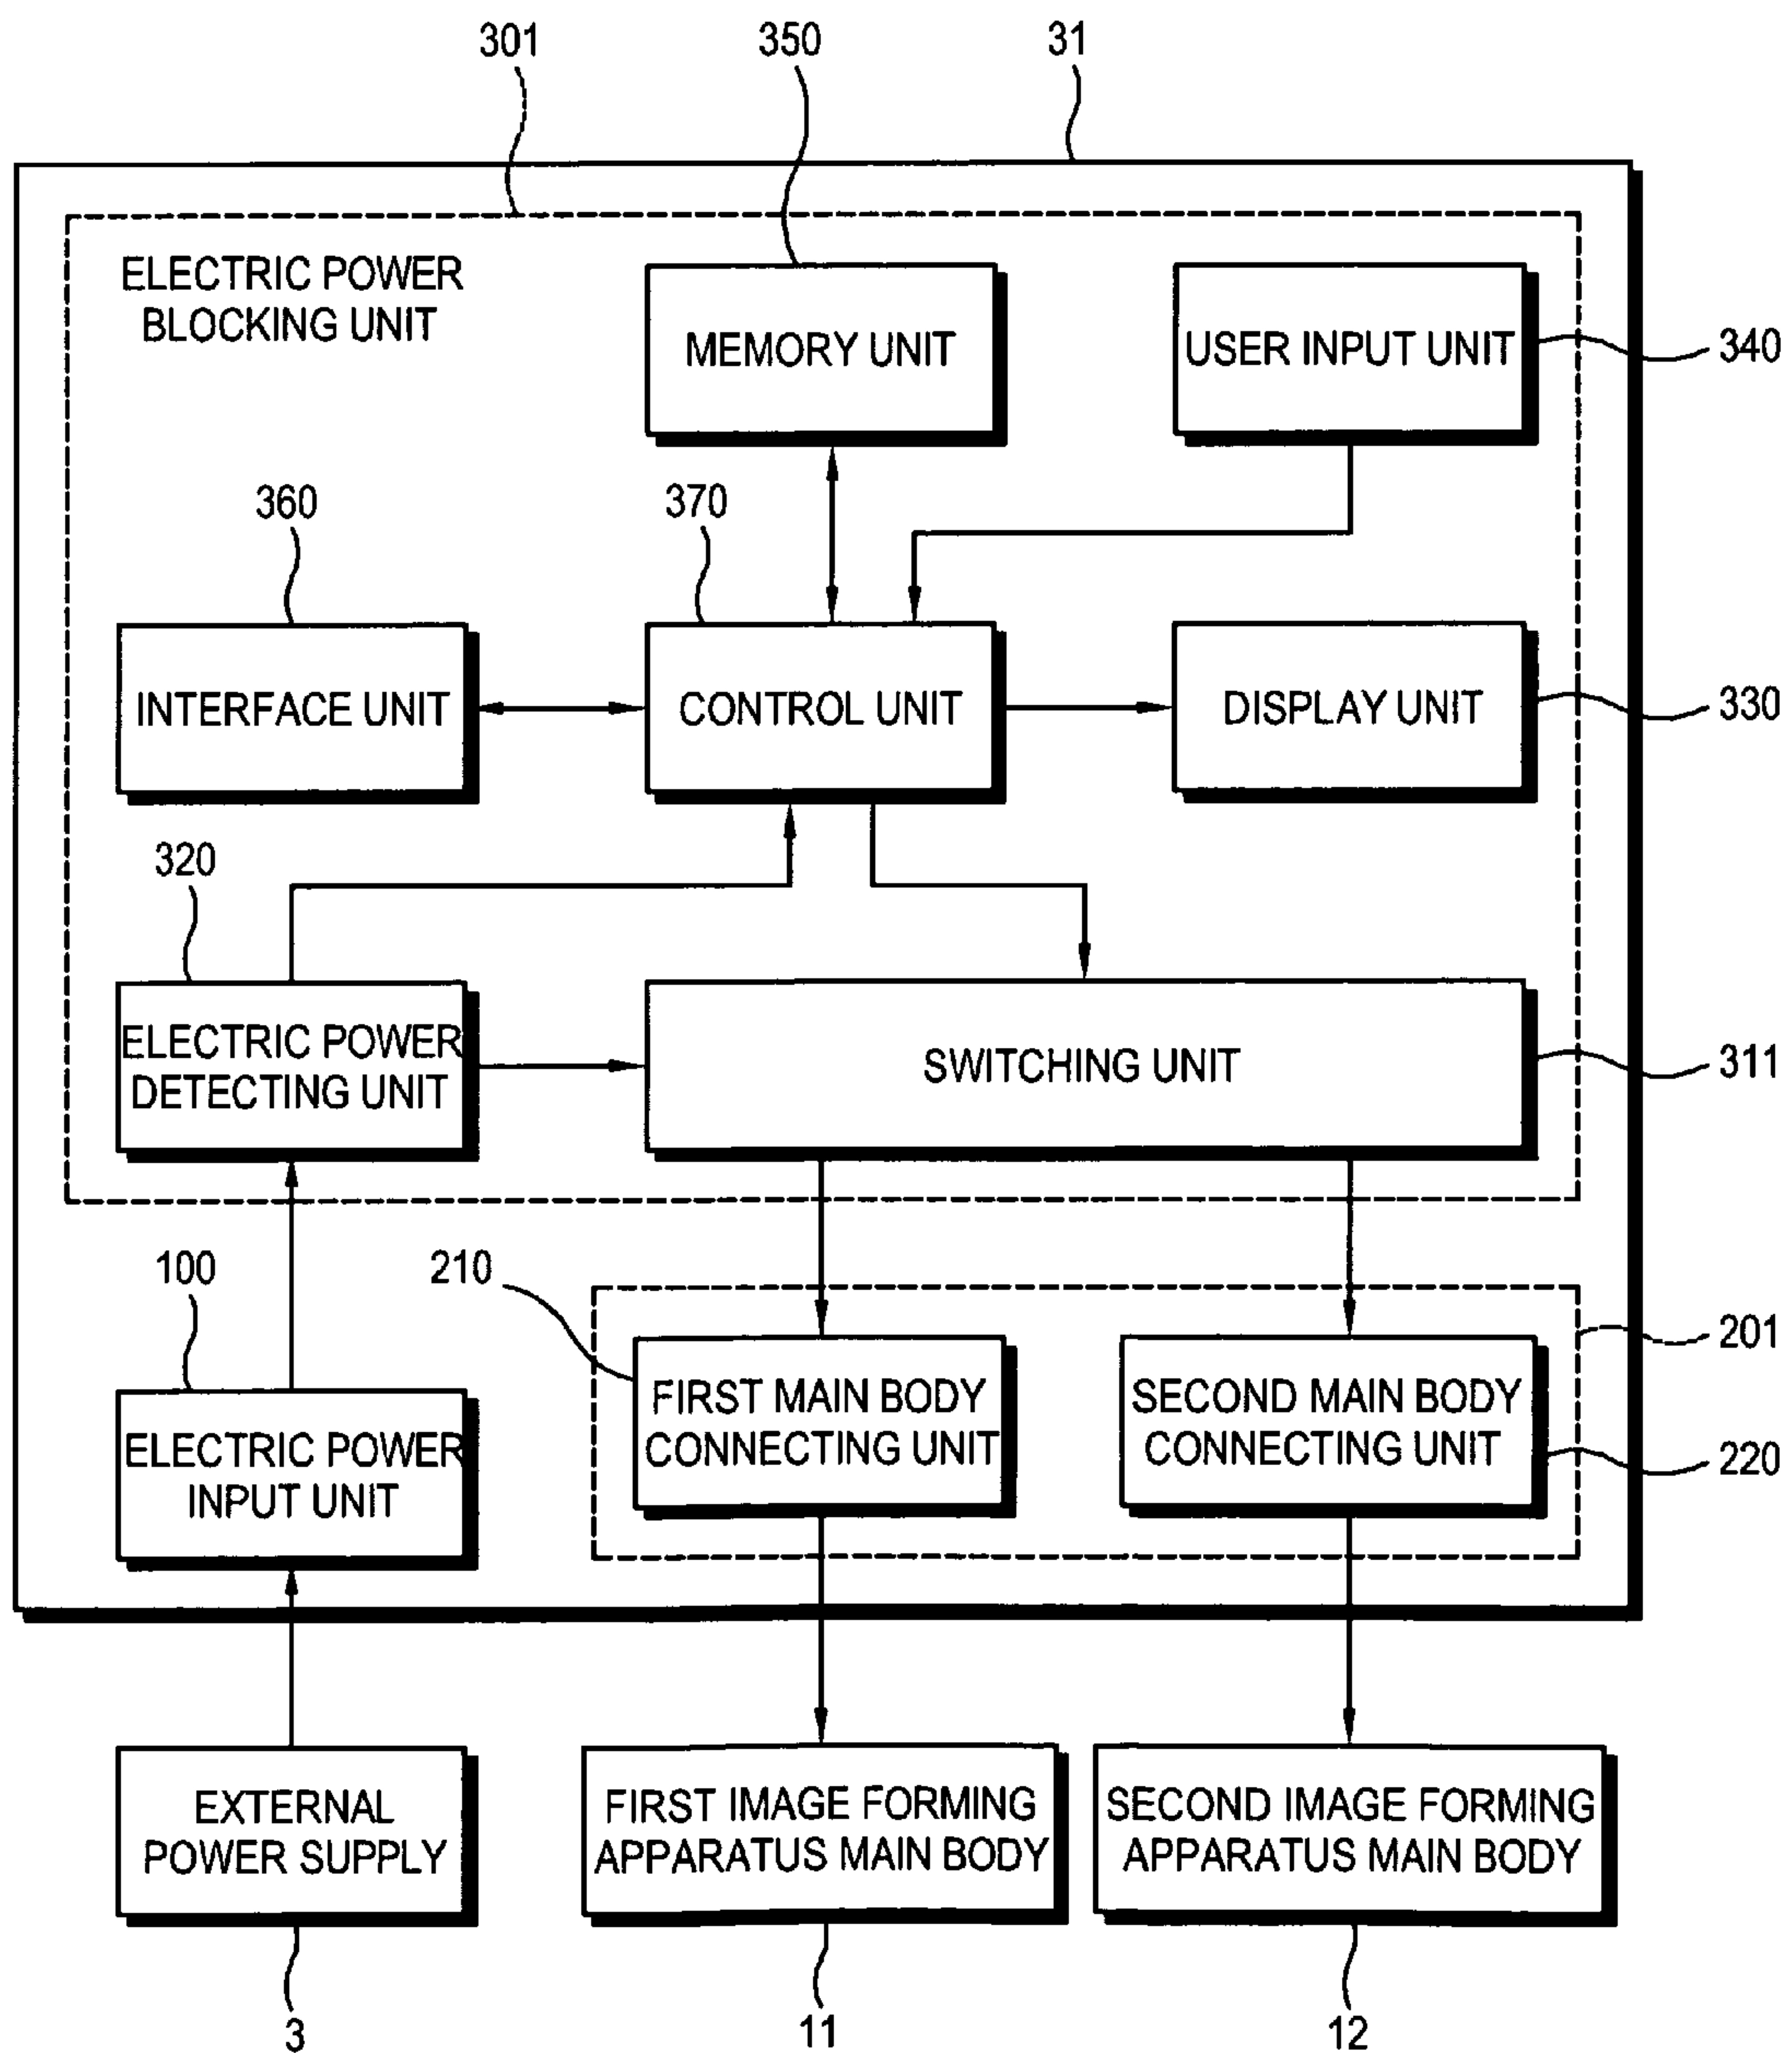 301
350
31
ELECTRIC POWER
BLOCKING UNIT
MEMORY UNIT
USER INPUT UNIT
340
360
370
INTERFACE UNIT
CONTROL UNIT
DISPLAY UNIT
330
320
ELECTRIC POWER
DETECTING UNIT
SWITCHING UNIT
311
100
210
201
ELECTRIC POWER
INPUT UNIT
FIRST MAIN BODY
CONNECTING UNIT
SECOND MAIN BODY
CONNECTING UNIT
220
EXTERNAL
POWER SUPPLY
FIRST IMAGE FORMING
APPARATUS MAIN BODY
SECOND IMAGE FORMING
APPARATUS MAIN BODY
3
11
12